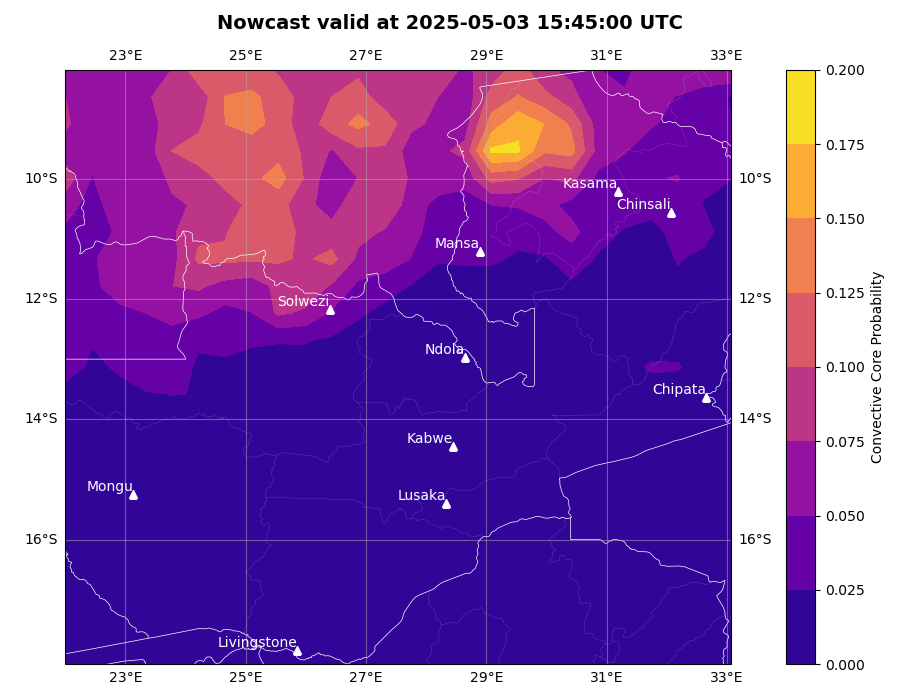 Nowcast valid at 2025-05-03 15:45:00 UTC
23°E 25°E 27°E 29°E 31°E 33°E
0.200
0.175
10°S Kasama 10°S
Chinsali
0.150
Mansa
0.125
12°S Solwezi 12°S
Ndola
0.100
Chipata
14°S 14°S
Kabwe
0.075
Mongu
Lusaka
0.050
16°S 16°S
0.025
Livingstone
0.000
23°E 25°E 27°E 29°E 31°E 33°E
Convective Core Probability